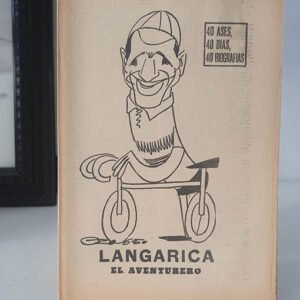 40 ASES,
40 DIAS,
40 BIOGRAFIAS
LANGARICA
EL AVENTURERO